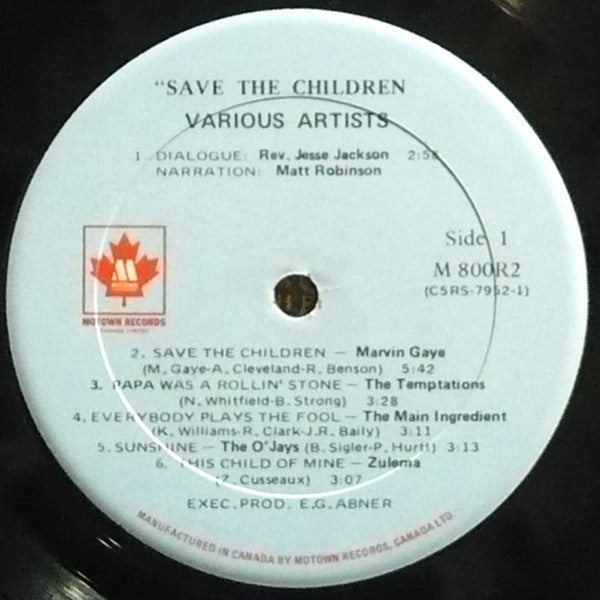 "SAVE THE CHILDREN
VARIOUS ARTISTS
1 DIALOGUE: Rev. Jesse Jackson 2:56
NARRATION: Matt Robinson
Side 1
M 800R2
(C5RS-7952-1)
M
MOTOWN
MOTOWN RECORDS
CANADA LIMITED
2. SAVE THE CHILDREN — Marvin Gaye
(M. Gaye-A. Cleveland-R. Benson) 5:42
3. PAPA WAS A ROLLIN' STONE — The Temptations
(N. Whitfield-B. Strong) 3:28
4. EVERYBODY PLAYS THE FOOL — The Main Ingredient
(K. Williams-R. Clark-J.R. Baily) 3:11
5. SUNSHINE — The O'Jays (B. Sigler-P. Hurtt) 3:13
6. THIS CHILD OF MINE — Zulema
(Z. Cusseaux) 3:07
EXEC. PROD. E.G. ABNER
MANUFACTURED IN CANADA BY MOTOWN RECORDS, CANADA LTD.